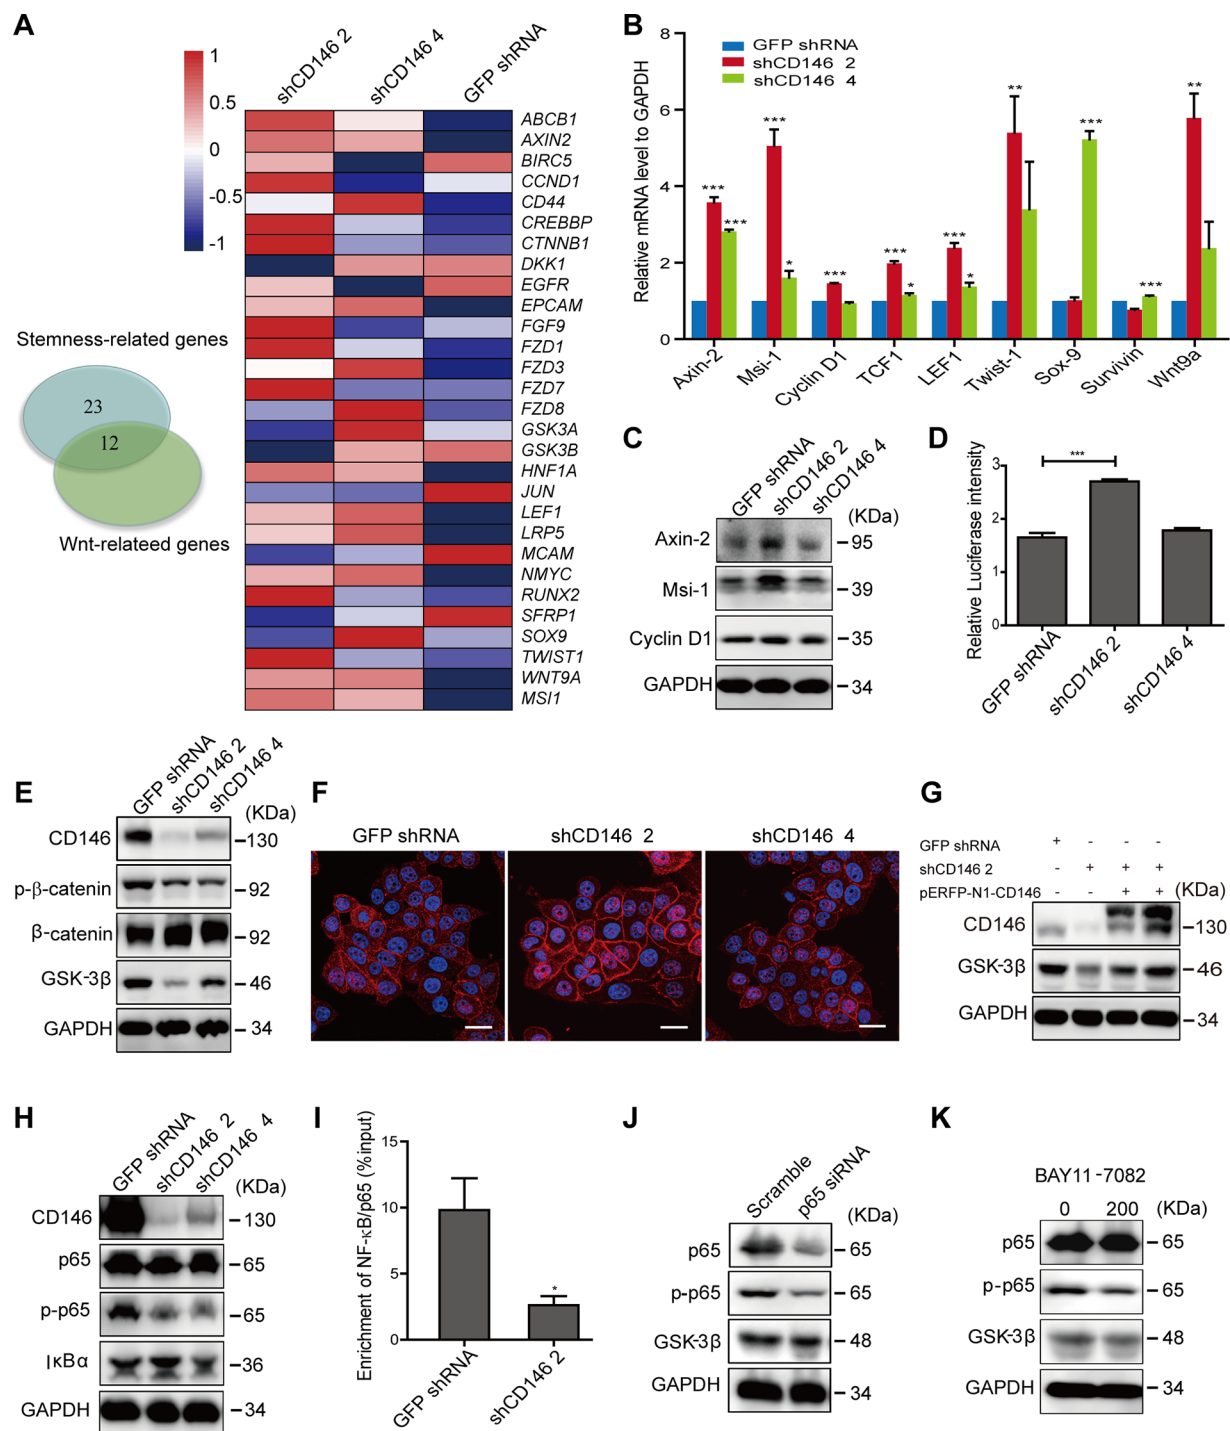 A
shCD146 2
shCD146 4
GFP shRNA
1
0.5
0
-0.5
-1
ABCB1
AXIN2
BIRC5
CCND1
CD44
CREBBP
CTNNB1
DKK1
EGFR
EPCAM
FGF9
FZD1
FZD3
FZD7
FZD8
GSK3A
GSK3B
HNF1A
JUN
LEF1
LRP5
MCAM
NMYC
RUNX2
SFRP1
SOX9
TWIST1
WNT9A
MSI1
Stemness-related genes
23
12
Wnt-relateed genes
B
Relative mRNA level to GAPDH
8
6
4
2
0
GFP shRNA
shCD146 2
shCD146 4
*** *** *** * *** *** * *** * ** *** *** **
Axin-2
Msi-1
Cyclin D1
TCF1
LEF1
Twist-1
Sox-9
Survivin
Wnt9a
C
GFP shRNA
shCD146 2
shCD146 4
(KDa)
Axin-2 –95
Msi-1 –39
Cyclin D1 –35
GAPDH –34
D
Relative Luciferase intensity
3
2
1
0
***
GFP shRNA
shCD146 2
shCD146 4
E
GFP shRNA
shCD146 2
shCD146 4
(KDa)
CD146 –130
p-β-catenin –92
β-catenin –92
GSK-3β –46
GAPDH –34
F
GFP shRNA
shCD146 2
shCD146 4
G
GFP shRNA + - - -
shCD146 2 - + + +
pERFP-N1-CD146 - - + + (KDa)
CD146 –130
GSK-3β –46
GAPDH –34
H
GFP shRNA
shCD146 2
shCD146 4
(KDa)
CD146 –130
p65 –65
p-p65 –65
IκBα –36
GAPDH –34
I
Enrichment of NF-κB/p65 (%input)
15
10
5
0
*
GFP shRNA
shCD146 2
J
Scramble
p65 siRNA
(KDa)
p65 –65
p-p65 –65
GSK-3β –48
GAPDH –34
K
BAY11-7082
0 200 (KDa)
p65 –65
p-p65 –65
GSK-3β –48
GAPDH –34